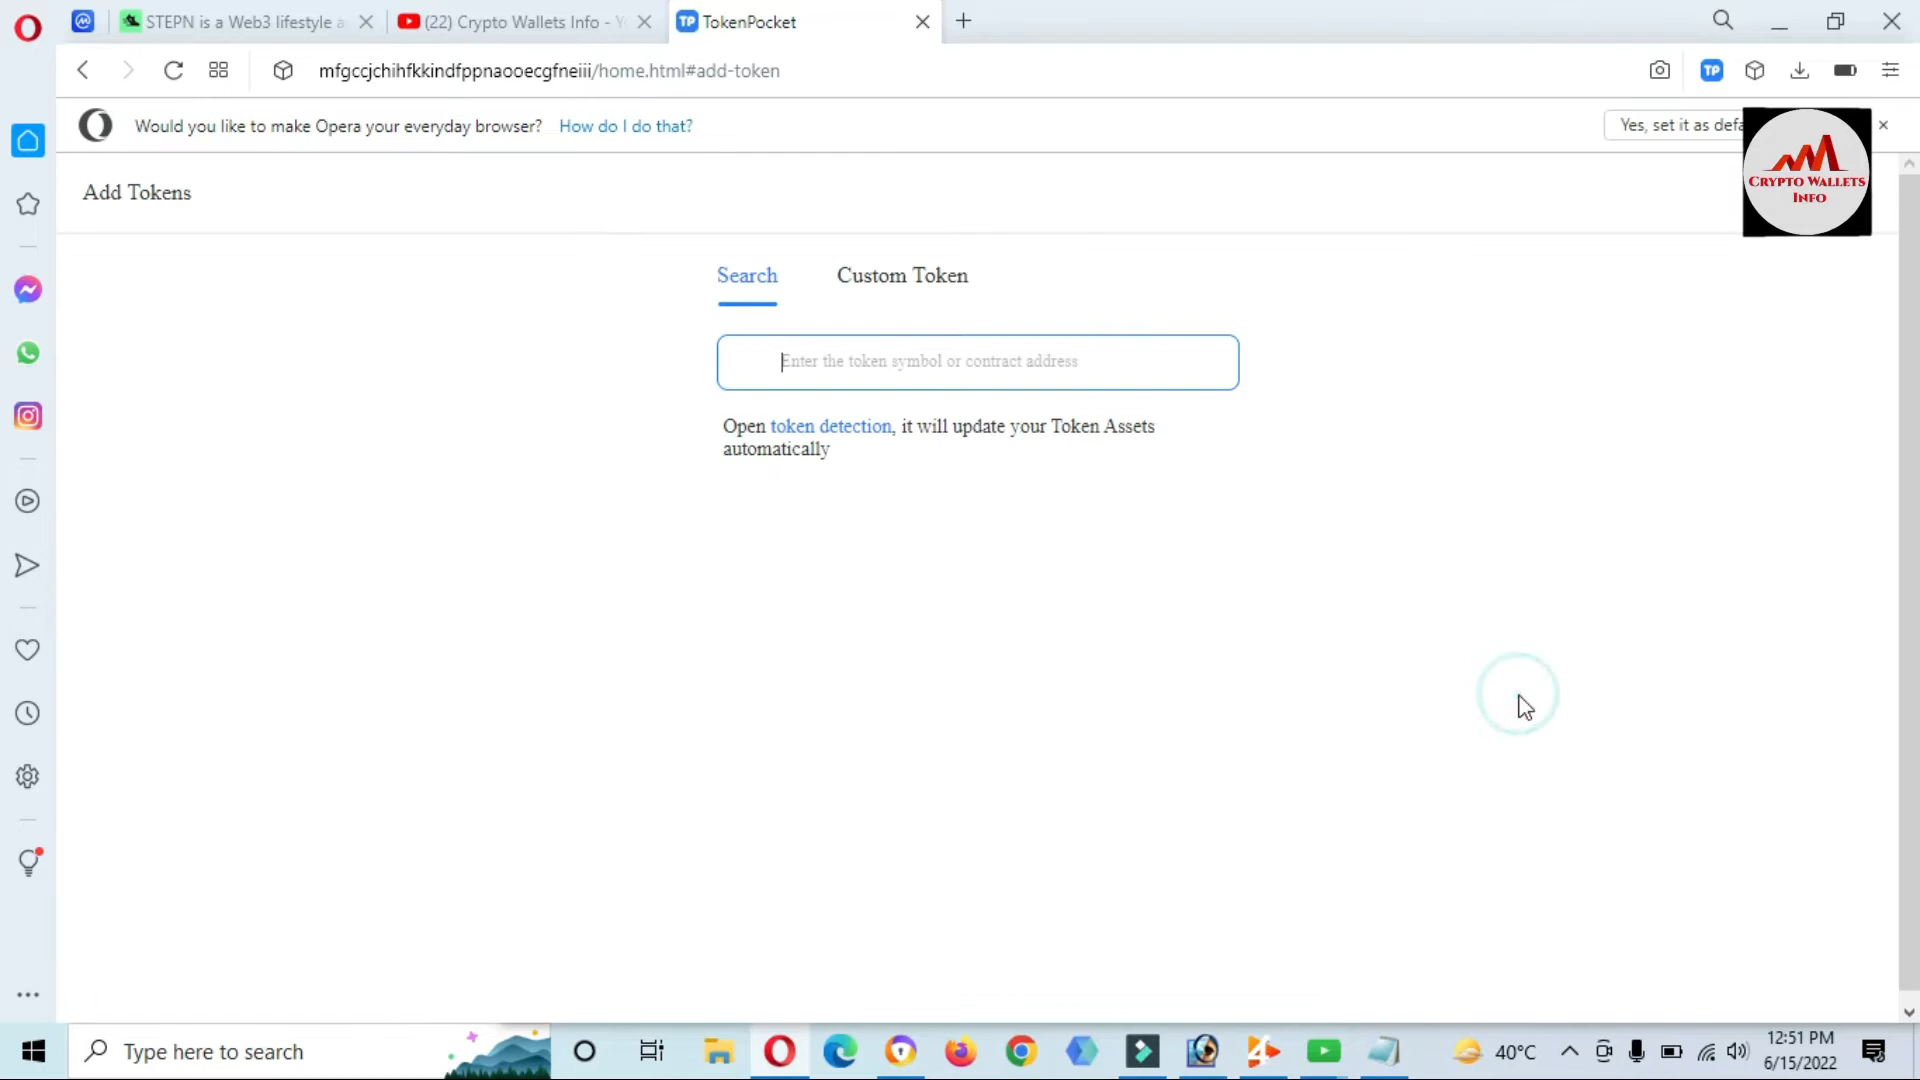 STEPN is a Web3 lifestyle a
(22) Crypto Wallets Info - Y
TP TokenPocket
mfgccjchihfkkindfppnaooecgfneiii/home.html#add-token
TP
Would you like to make Opera your everyday browser? How do I do that?
Yes, set it as defa
CRYPTO WALLETS
INFO
Add Tokens
Search Custom Token
Enter the token symbol or contract address
Open token detection, it will update your Token Assets
automatically
Type here to search
40°C
12:51 PM
6/15/2022